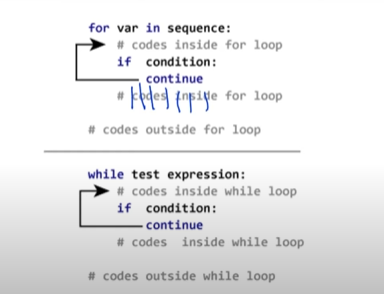 for var in sequence:
# codes inside for loop
if condition:
continue
# codes inside for loop
# codes outside for loop
while test expression:
# codes inside while loop
if condition:
continue
# codes inside while loop
# codes outside while loop